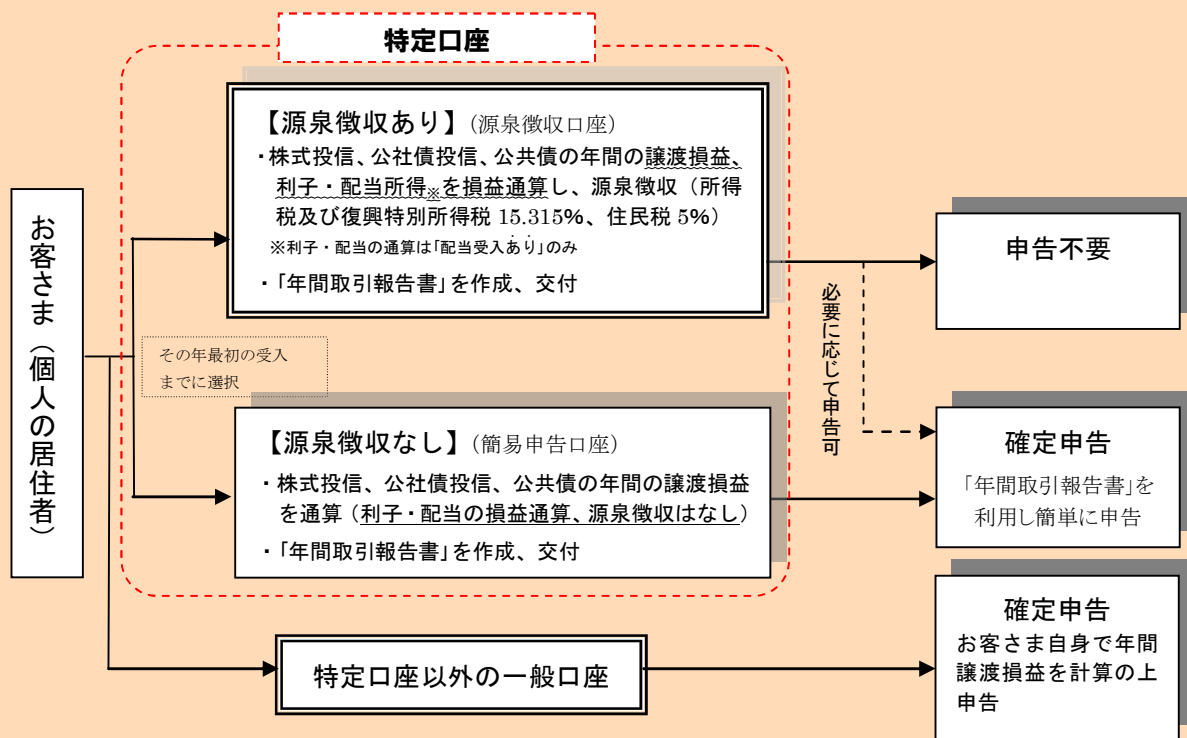 特定口座
【源泉徴収あり】（源泉徴収口座）
・株式投信、公社債投信、公共債の年間の譲渡損益、
利子・配当所得※を損益通算し、源泉徴収（所得
税及び復興特別所得税 15.315%、住民税 5%）
※利子・配当の通算は「配当受入あり」のみ
・「年間取引報告書」を作成、交付
お客さま（個人の居住者）
その年最初の受入
までに選択
【源泉徴収なし】（簡易申告口座）
・株式投信、公社債投信、公共債の年間の譲渡損益
を通算（利子・配当の損益通算、源泉徴収はなし）
・「年間取引報告書」を作成、交付
特定口座以外の一般口座
必要に応じて申告可
申告不要
確定申告
「年間取引報告書」を
利用し簡単に申告
確定申告
お客さま自身で年間
譲渡損益を計算の上
申告